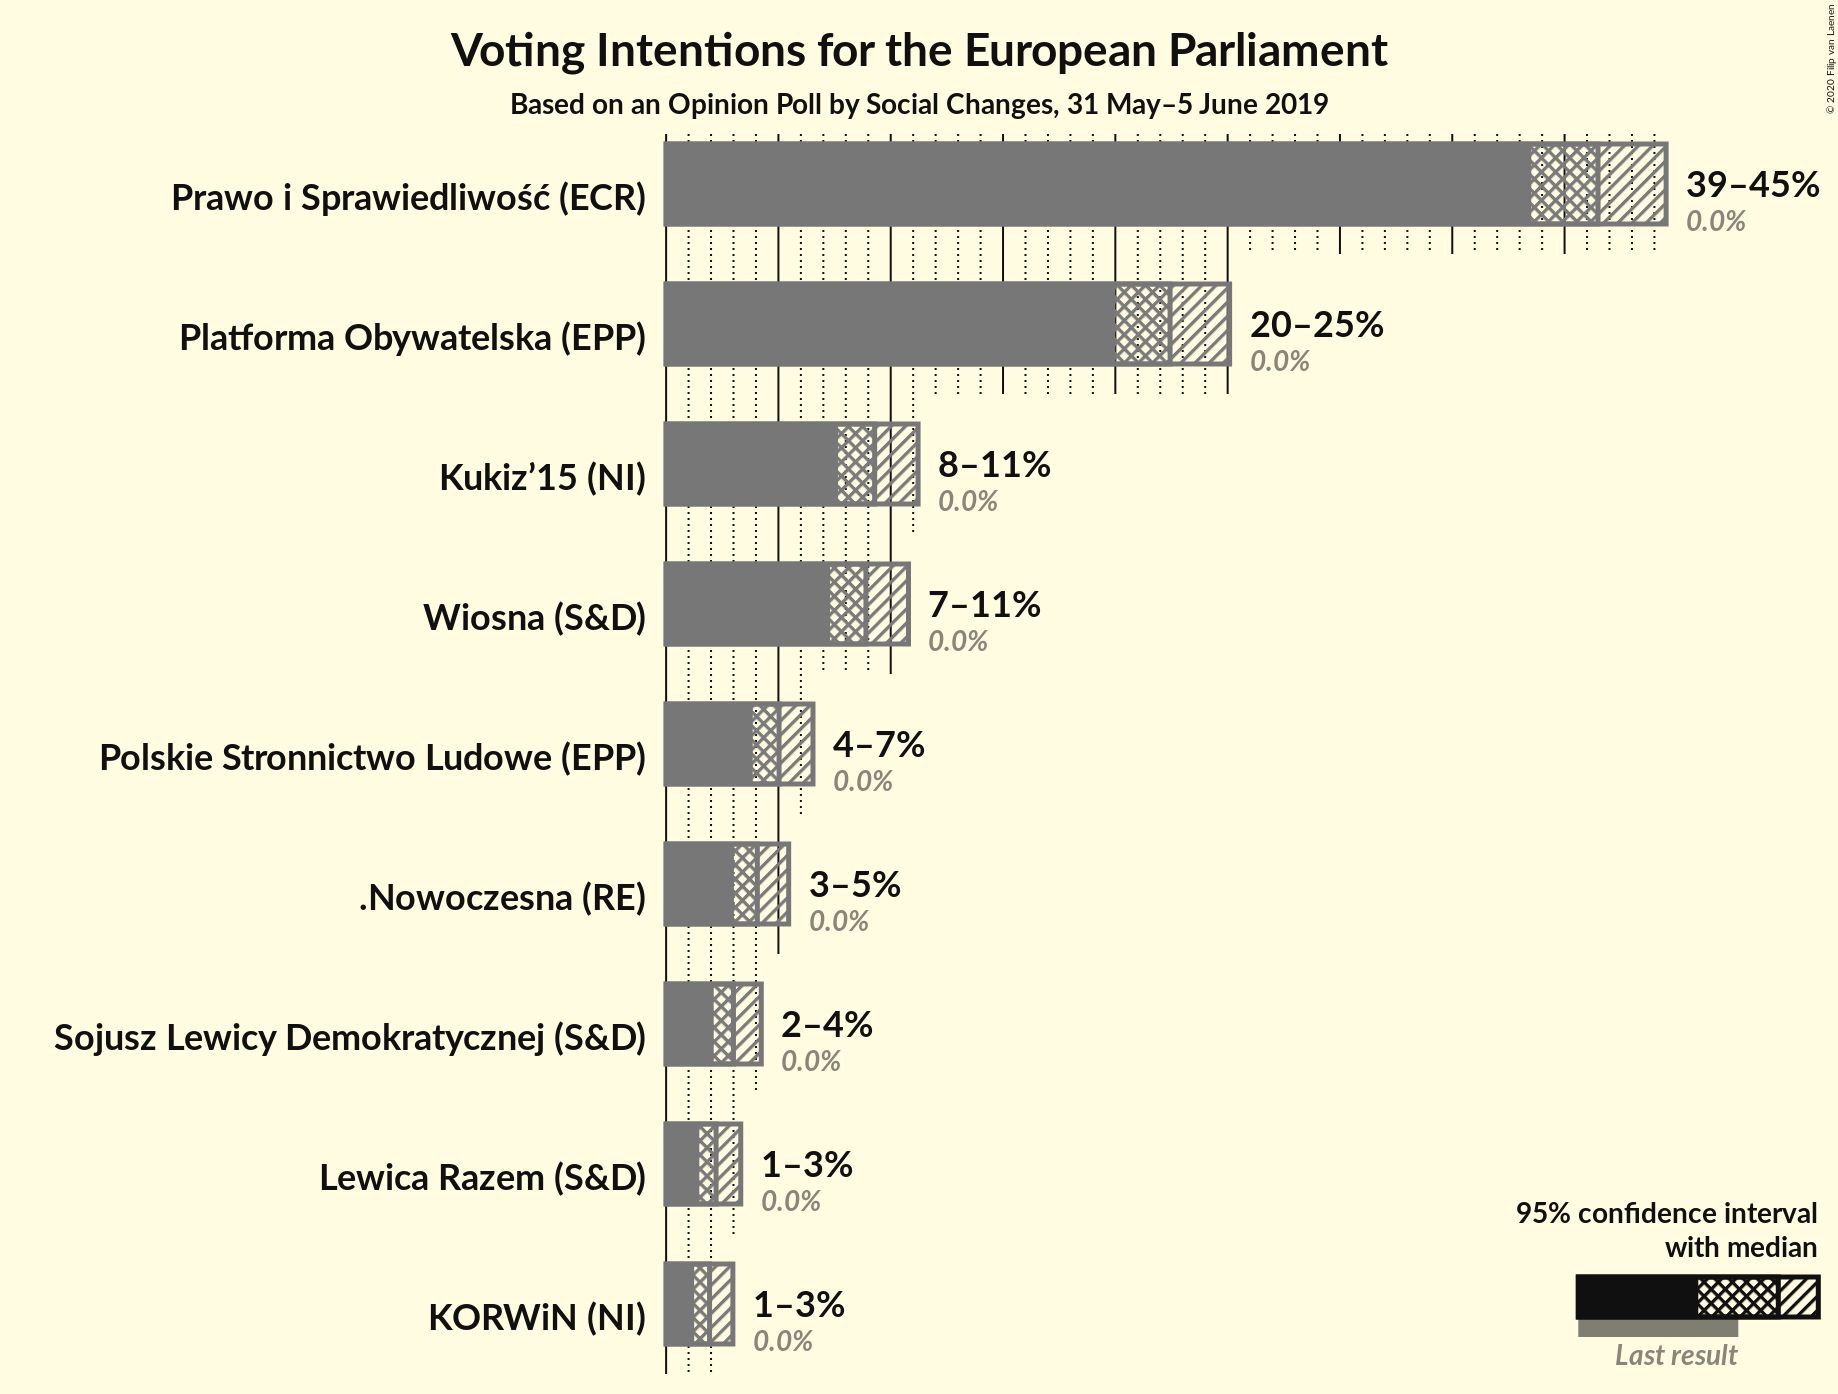 Voting Intentions for the European Parliament
Based on an Opinion Poll by Social Changes, 31 May–5 June 2019
© 2020 Filip van Laenen
Prawo i Sprawiedliwość (ECR)
39–45%
0.0%
Platforma Obywatelska (EPP)
20–25%
0.0%
Kukiz’15 (NI)
8–11%
0.0%
Wiosna (S&D)
7–11%
0.0%
Polskie Stronnictwo Ludowe (EPP)
4–7%
0.0%
.Nowoczesna (RE)
3–5%
0.0%
Sojusz Lewicy Demokratycznej (S&D)
2–4%
0.0%
Lewica Razem (S&D)
1–3%
0.0%
KORWiN (NI)
1–3%
0.0%
95% confidence interval
with median
Last result